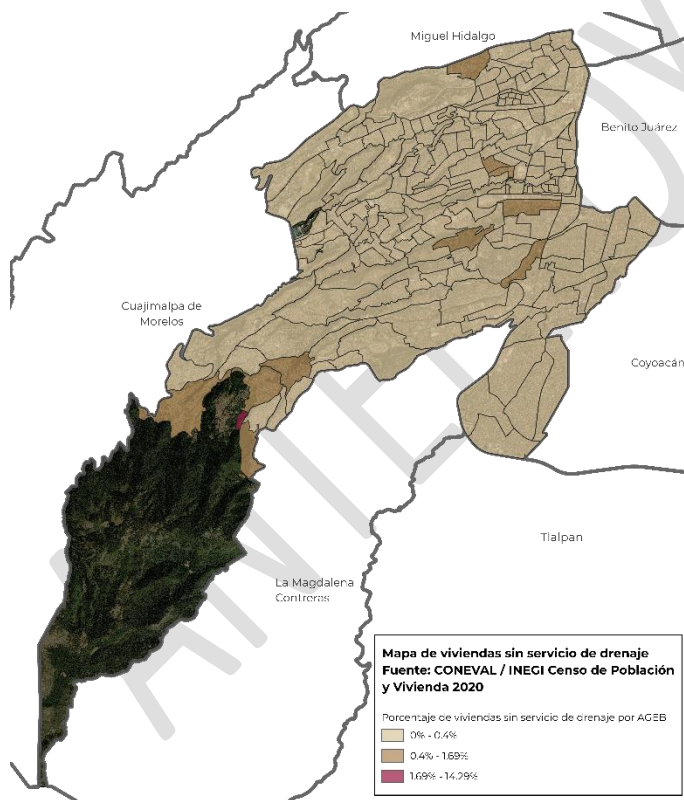 Miguel Hidalgo
Benito Juárez
Cuajimalpa de
Morelos
Coyoacán
Tlalpan
La Magdalena
Contreras
Mapa de viviendas sin servicio de drenaje
Fuente: CONEVAL / INEGI Censo de Población
y Vivienda 2020
Porcentaje de viviendas sin servicio de drenaje por AGEB
0% - 0.4%
0.4% - 1.69%
1.69% - 14.29%